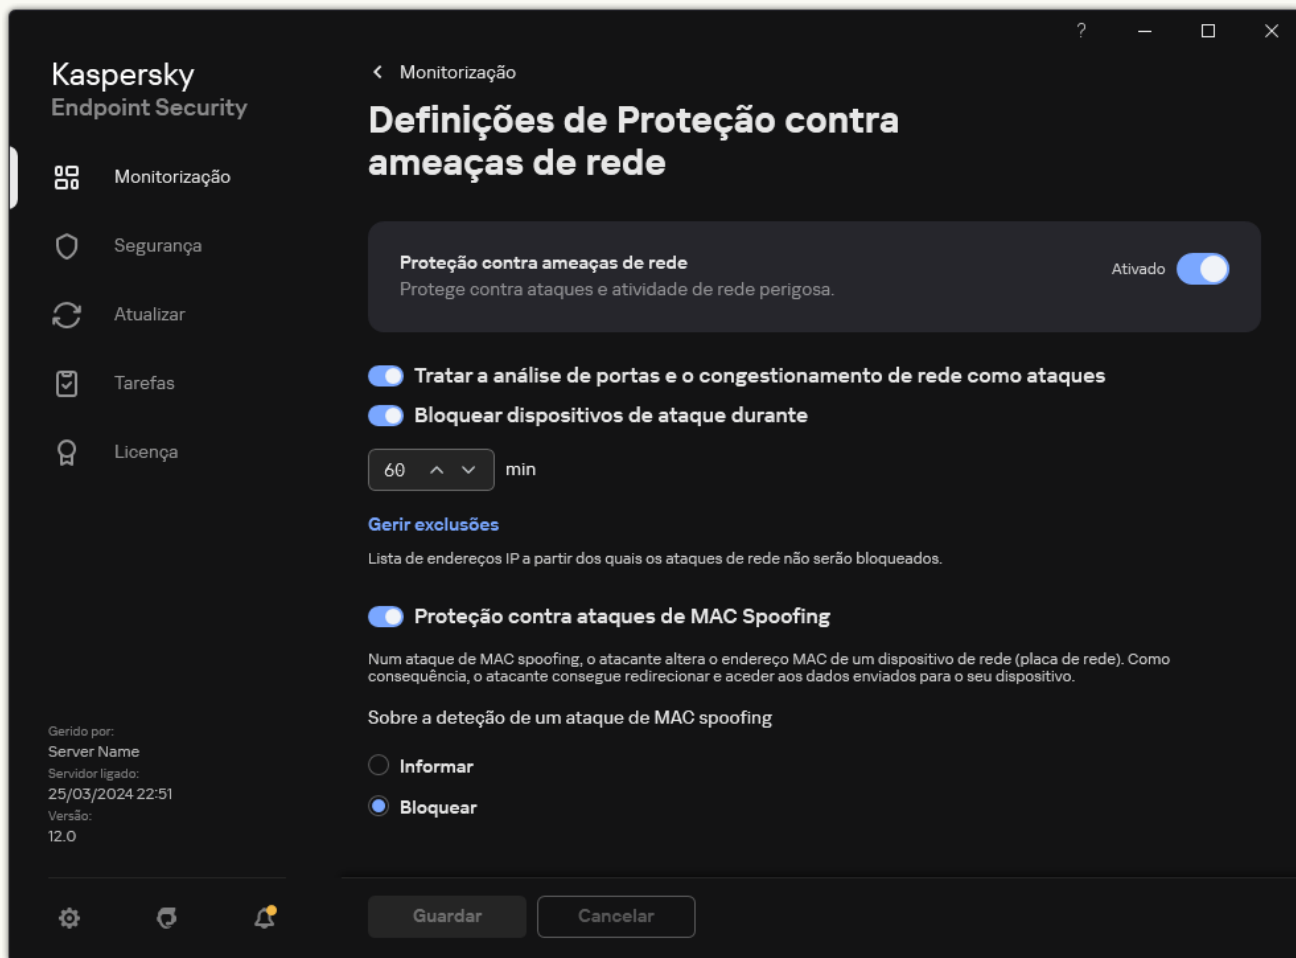 ?
Kaspersky
Endpoint Security
Monitorização
Segurança
Atualizar
Tarefas
Licença
Gerido por:
Server Name
Servidor ligado:
25/03/2024 22:51
Versão:
12.0
Monitorização
Definições de Proteção contra
ameaças de rede
Proteção contra ameaças de rede
Protege contra ataques e atividade de rede perigosa.
Ativado
Tratar a análise de portas e o congestionamento de rede como ataques
Bloquear dispositivos de ataque durante
60 min
Gerir exclusões
Lista de endereços IP a partir dos quais os ataques de rede não serão bloqueados.
Proteção contra ataques de MAC Spoofing
Num ataque de MAC spoofing, o atacante altera o endereço MAC de um dispositivo de rede (placa de rede). Como
consequência, o atacante consegue redirecionar e aceder aos dados enviados para o seu dispositivo.
Sobre a deteção de um ataque de MAC spoofing
Informar
Bloquear
Guardar
Cancelar